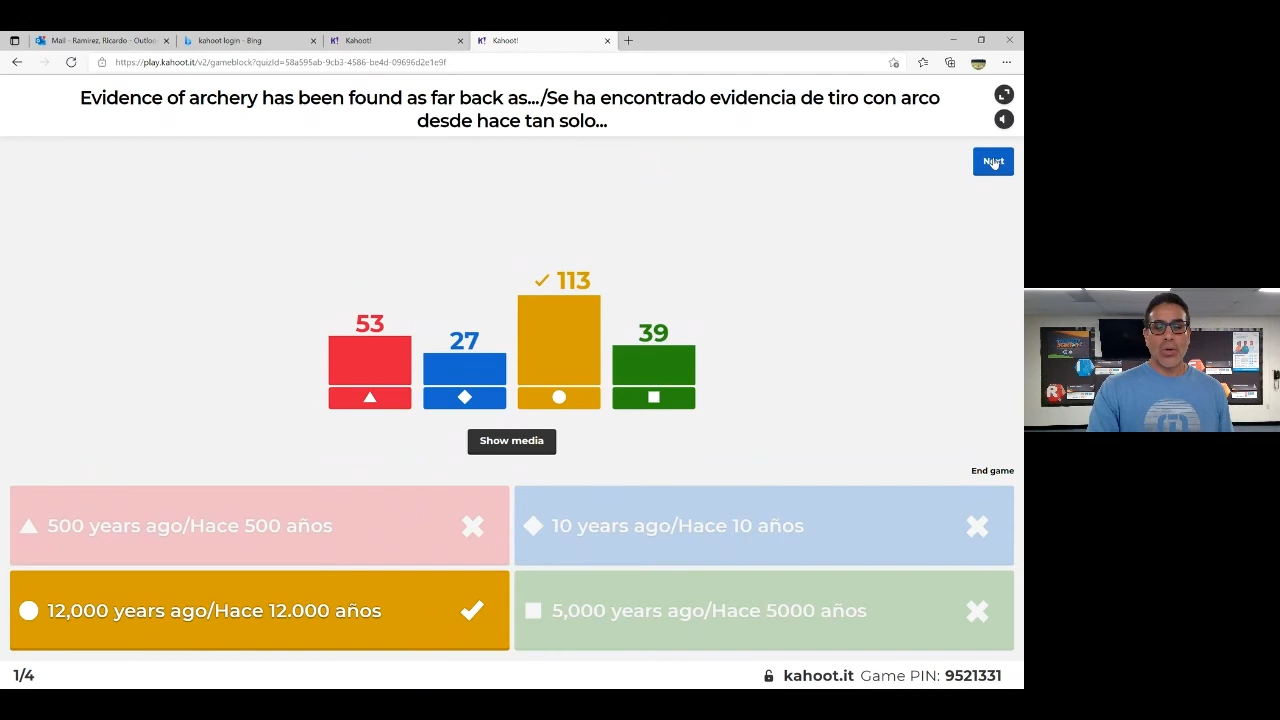 Mail - Ramirez, Ricardo - Outloo
kahoot login - Bing
Kahoot!
Kahoot!
https://play.kahoot.it/v2/gameblock?quizId=58a595ab-9cb3-4586-be4d-09696d2e1e9f
Evidence of archery has been found as far back as.../Se ha encontrado evidencia de tiro con arco
desde hace tan solo...
Next
53
27
113
39
Show media
End game
500 years ago/Hace 500 años
10 years ago/Hace 10 años
12,000 years ago/Hace 12.000 años
5,000 years ago/Hace 5000 años
1/4
kahoot.it Game PIN: 9521331